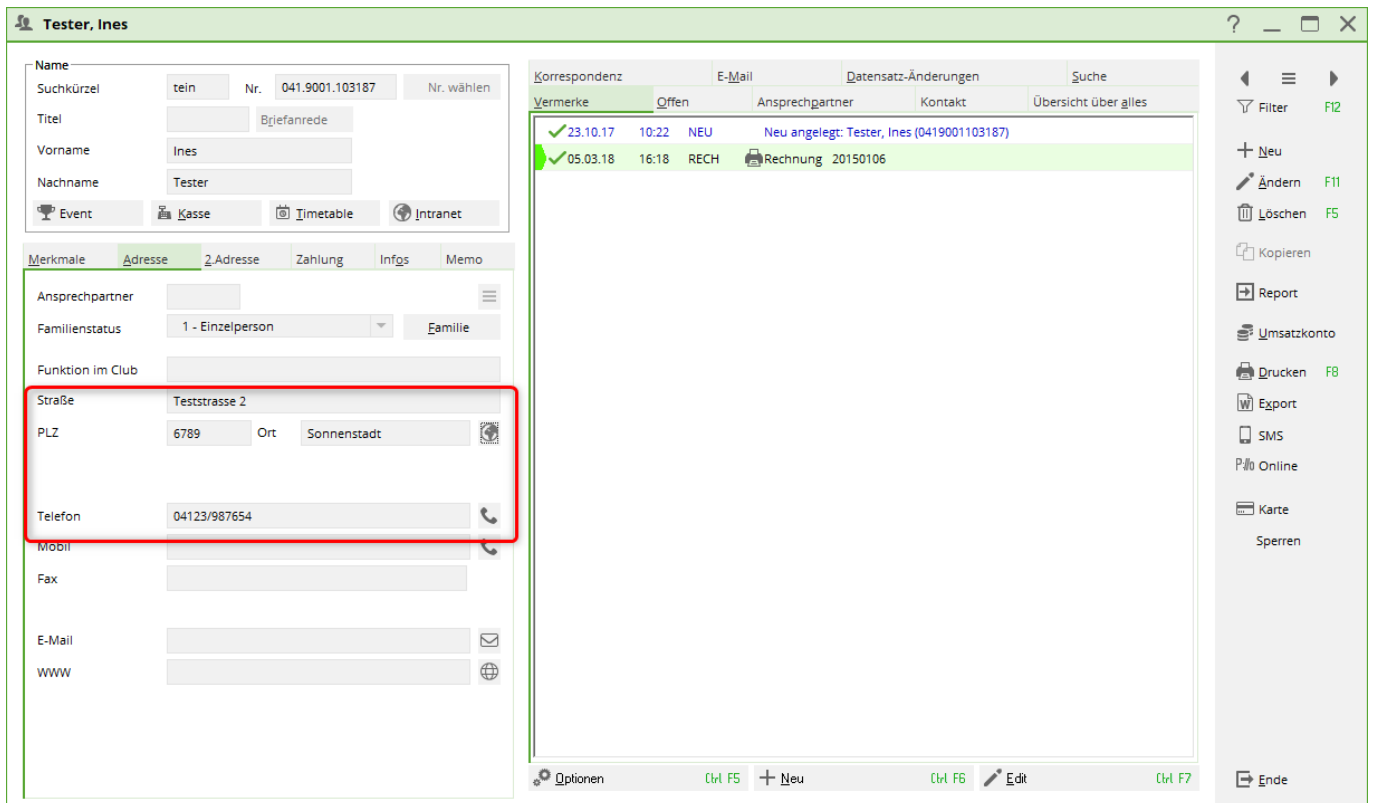 Tester, Ines
Name
Suchkürzel tein Nr. 041.9001.103187 Nr. wählen
Titel Briefanrede
Vorname Ines
Nachname Tester
Event Kasse Timetable Intranet
Merkmale Adresse 2.Adresse Zahlung Infos Memo
Ansprechpartner
Familienstatus 1 - Einzelperson Familie
Funktion im Club
Straße Teststrasse 2
PLZ 6789 Ort Sonnenstadt
Telefon 04123/987654
Mobil
Fax
E-Mail
WWW
Korrespondenz E-Mail Datensatz-Änderungen Suche
Vermerke Offen Ansprechpartner Kontakt Übersicht über alles
23.10.17 10:22 NEU Neu angelegt: Tester, Ines (0419001103187)
05.03.18 16:18 RECH Rechnung 20150106
Optionen Ctrl F5 Neu Ctrl F6 Edit Ctrl F7
Filter F12
Neu
Ändern F11
Löschen F5
Kopieren
Report
Umsatzkonto
Drucken F8
Export
SMS
Online
Karte
Sperren
Ende